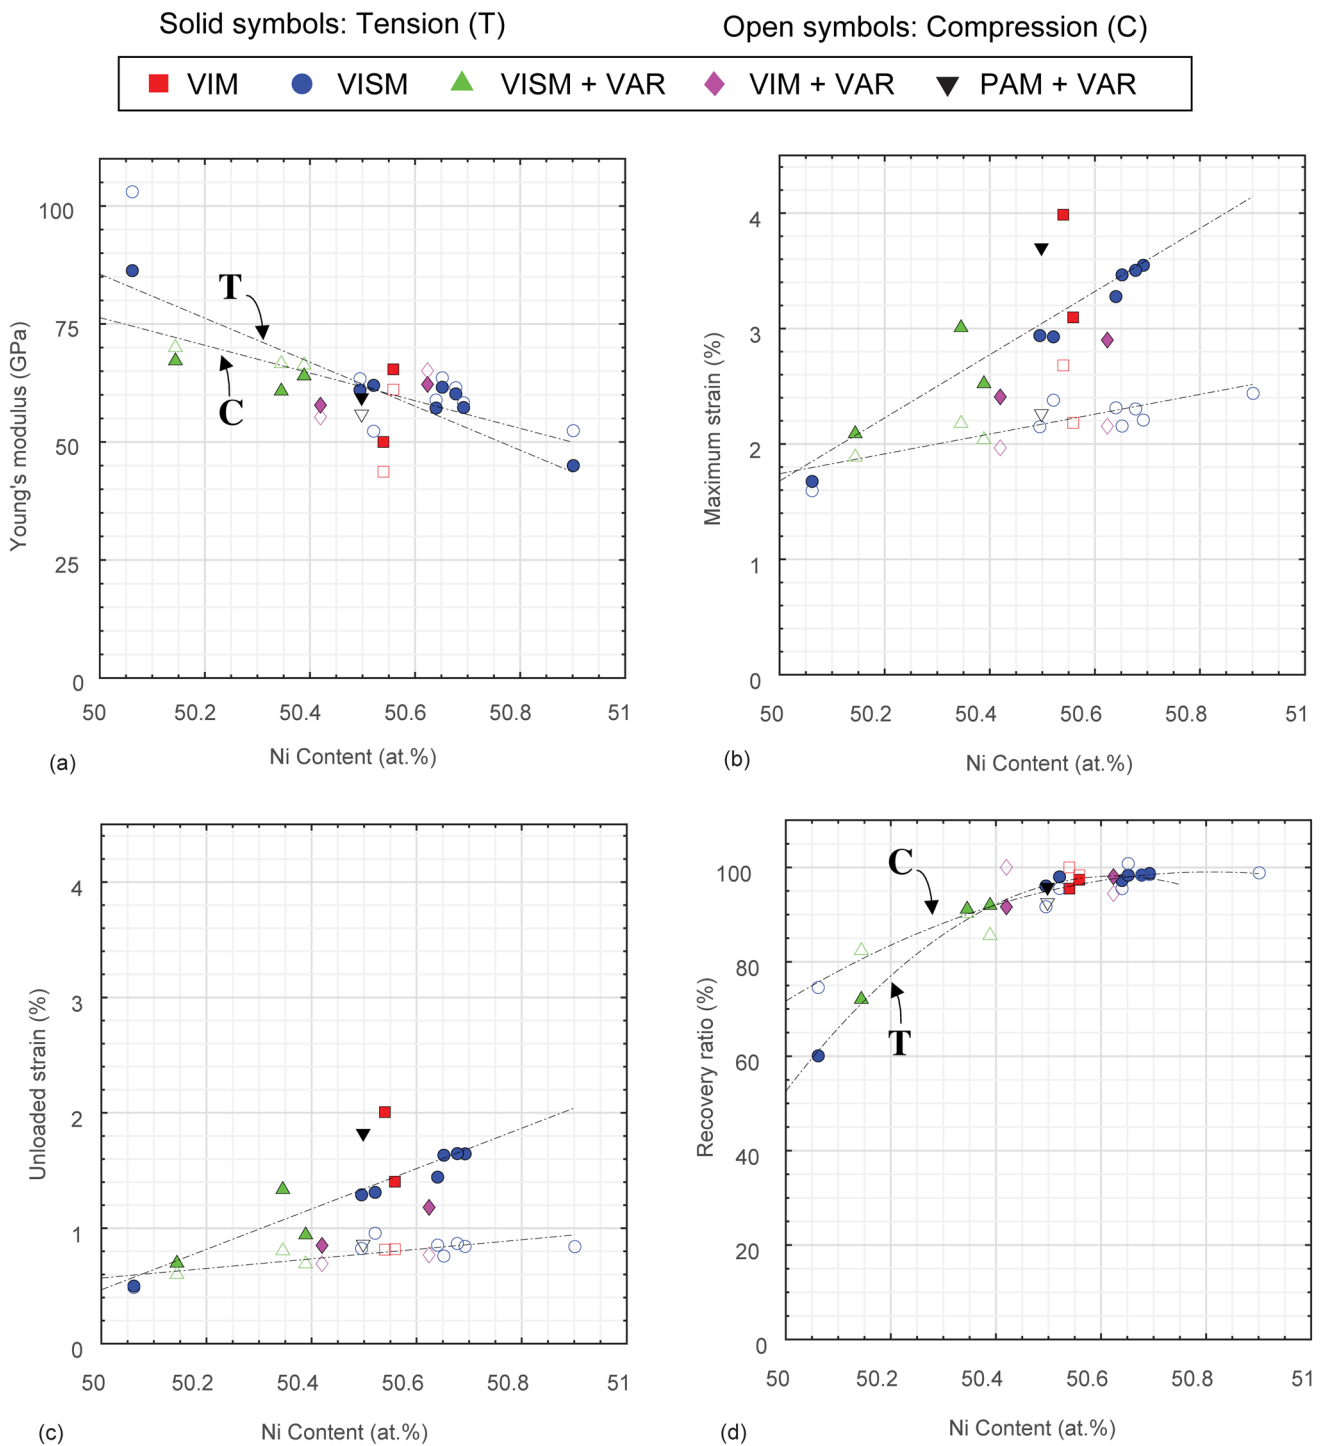 Solid symbols: Tension (T)
Open symbols: Compression (C)
VIM
VISM
VISM + VAR
VIM + VAR
PAM + VAR
Young's modulus (GPa)
100
75
50
25
0
T
C
50
50.2
50.4
50.6
50.8
51
Ni Content (at.%)
(a)
Maximum strain (%)
4
3
2
1
0
50
50.2
50.4
50.6
50.8
51
Ni Content (at.%)
(b)
Unloaded strain (%)
4
3
2
1
0
50
50.2
50.4
50.6
50.8
51
Ni Content (at.%)
(c)
Recovery ratio (%)
100
80
60
40
20
0
C
T
50
50.2
50.4
50.6
50.8
51
Ni Content (at.%)
(d)